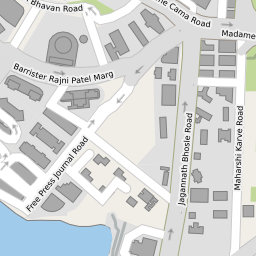 Bhavan Road
Cama Road
Madame
Barrister Rajni Patel Marg
Free Press Journal Road
Jagannath Bhosle Road
Maharshi Karve Road